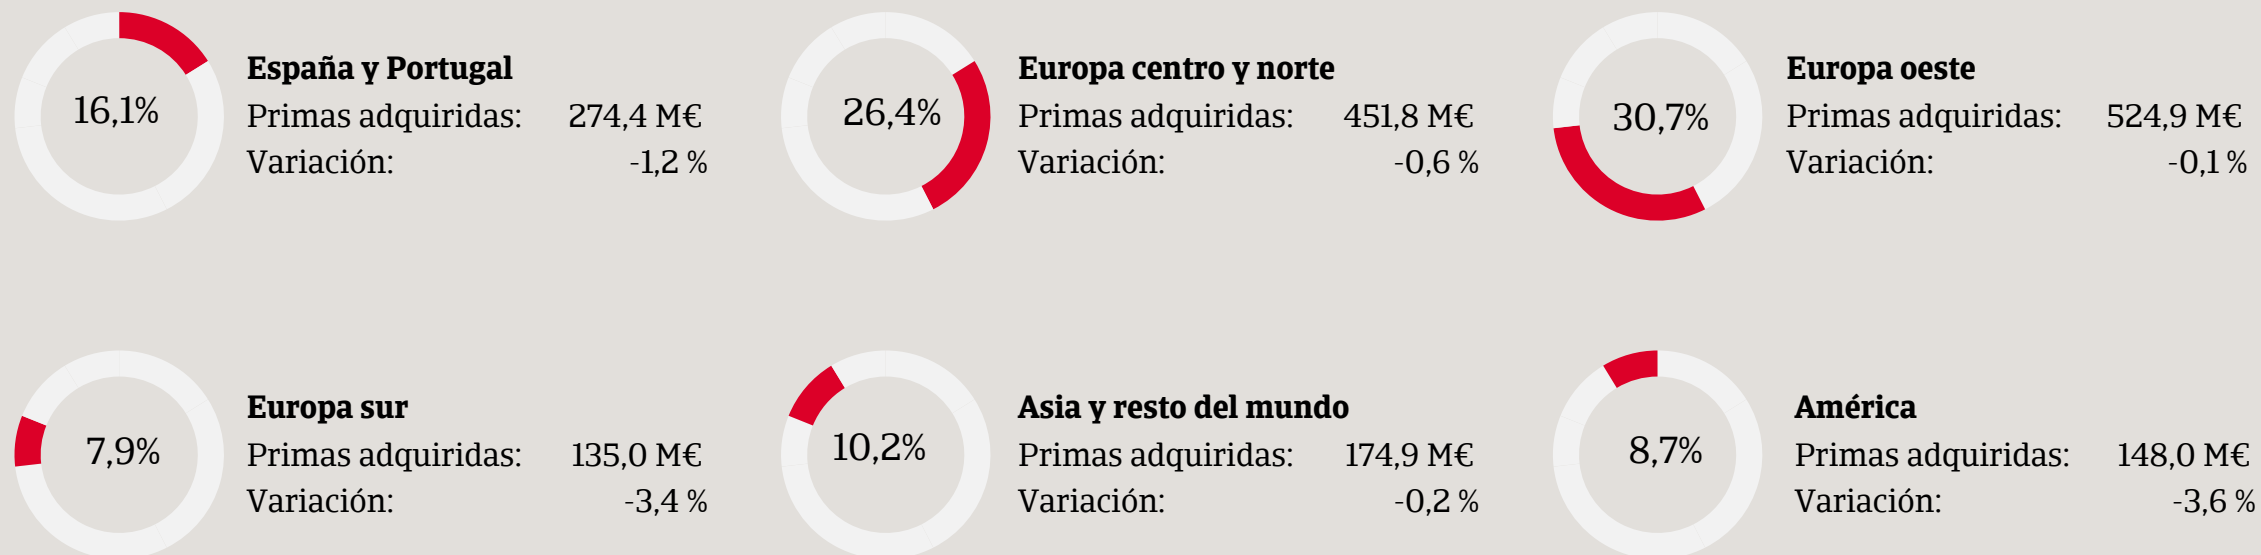 16,1%
España y Portugal
Primas adquiridas: 274,4 M€
Variación: -1,2 %
26,4%
Europa centro y norte
Primas adquiridas: 451,8 M€
Variación: -0,6 %
30,7%
Europa oeste
Primas adquiridas: 524,9 M€
Variación: -0,1 %
7,9%
Europa sur
Primas adquiridas: 135,0 M€
Variación: -3,4 %
10,2%
Asia y resto del mundo
Primas adquiridas: 174,9 M€
Variación: -0,2 %
8,7%
América
Primas adquiridas: 148,0 M€
Variación: -3,6 %